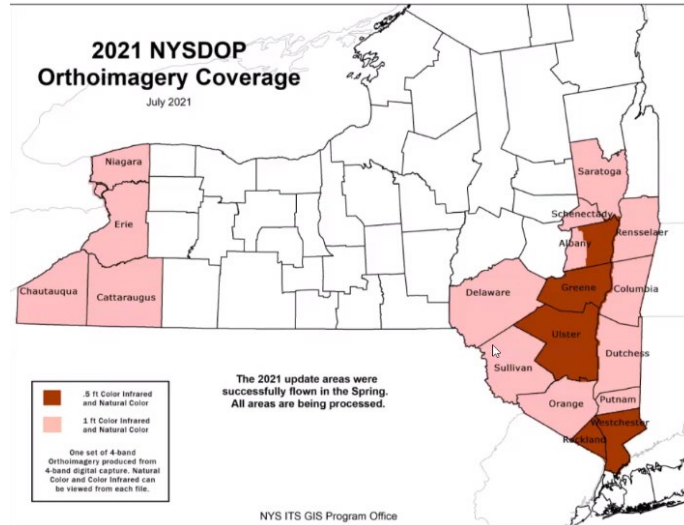 2021 NYSDOP
Orthoimagery Coverage
July 2021
Niagara
Erie
Chautauqua
Cattaraugus
Saratoga
Schenectady
Albany
Rensselaer
Delaware
Greene
Columbia
Ulster
Sullivan
Dutchess
Orange
Putnam
Westchester
Rockland
The 2021 update areas were
successfully flown in the Spring.
All areas are being processed.
.5 ft Color Infrared
and Natural Color
1 ft Color Infrared
and Natural Color
One set of 4-band
Orthoimagery produced from
4-band digital capture. Natural
Color and Color Infrared can
be viewed from each file.
NYS ITS GIS Program Office